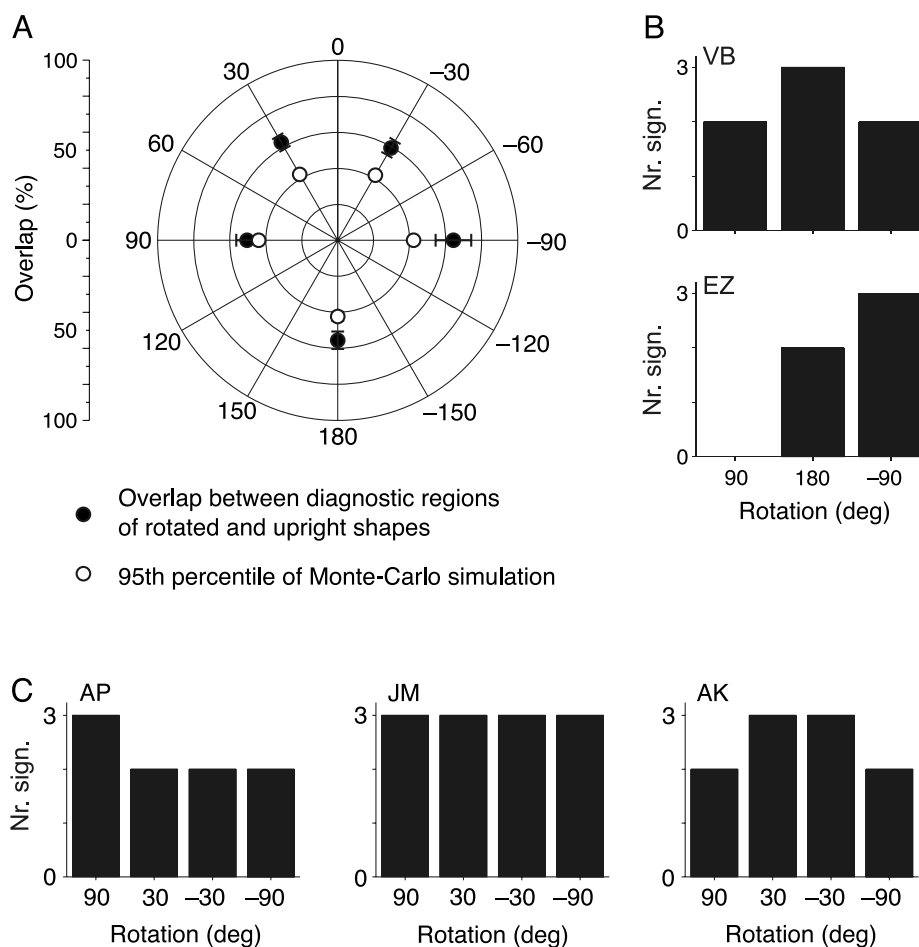 A
100
50
0
50
100
Overlap (%)
0
30
−30
60
−60
90
−90
120
−120
150
−150
180
Overlap between diagnostic regions
of rotated and upright shapes
95th percentile of Monte-Carlo simulation
B
VB
3
0
Nr. sign.
EZ
3
0
Nr. sign.
90 180 −90
Rotation (deg)
C
AP
3
0
Nr. sign.
90 30 −30 −90
Rotation (deg)
JM
3
0
90 30 −30 −90
Rotation (deg)
AK
3
0
90 30 −30 −90
Rotation (deg)